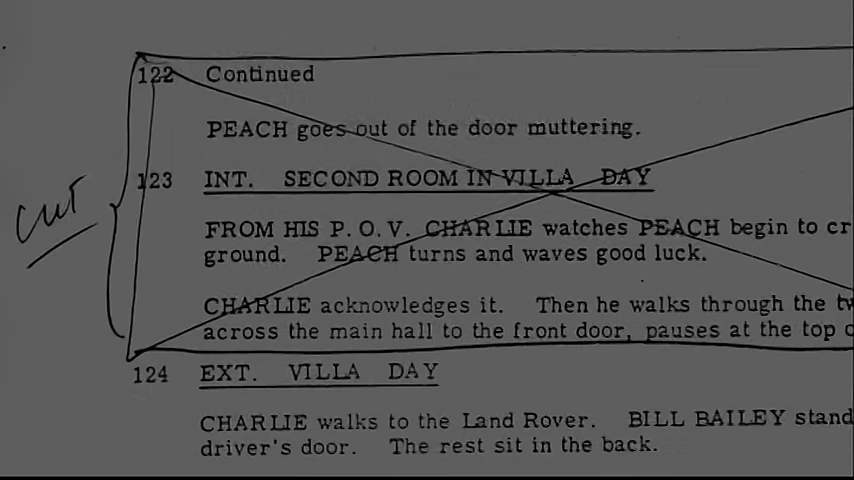 122 Continued
PEACH goes out of the door muttering.
123 INT. SECOND ROOM IN VILLA DAY
cut
FROM HIS P.O.V. CHARLIE watches PEACH begin to cr
ground. PEACH turns and waves good luck.
CHARLIE acknowledges it. Then he walks through the tw
across the main hall to the front door, pauses at the top o
124 EXT. VILLA DAY
CHARLIE walks to the Land Rover. BILL BAILEY stand
driver's door. The rest sit in the back.